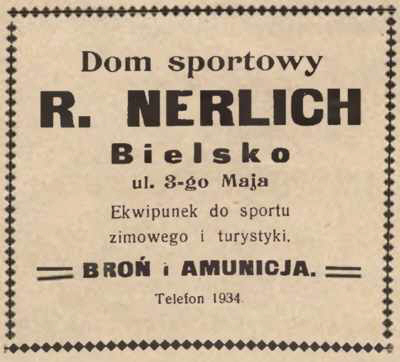 Dom sportowy
R. NERLICH
Bielsko
ul. 3-go Maja
Ekwipunek do sportu
zimowego i turystyki.
BROŃ i AMUNICJA.
Telefon 1934